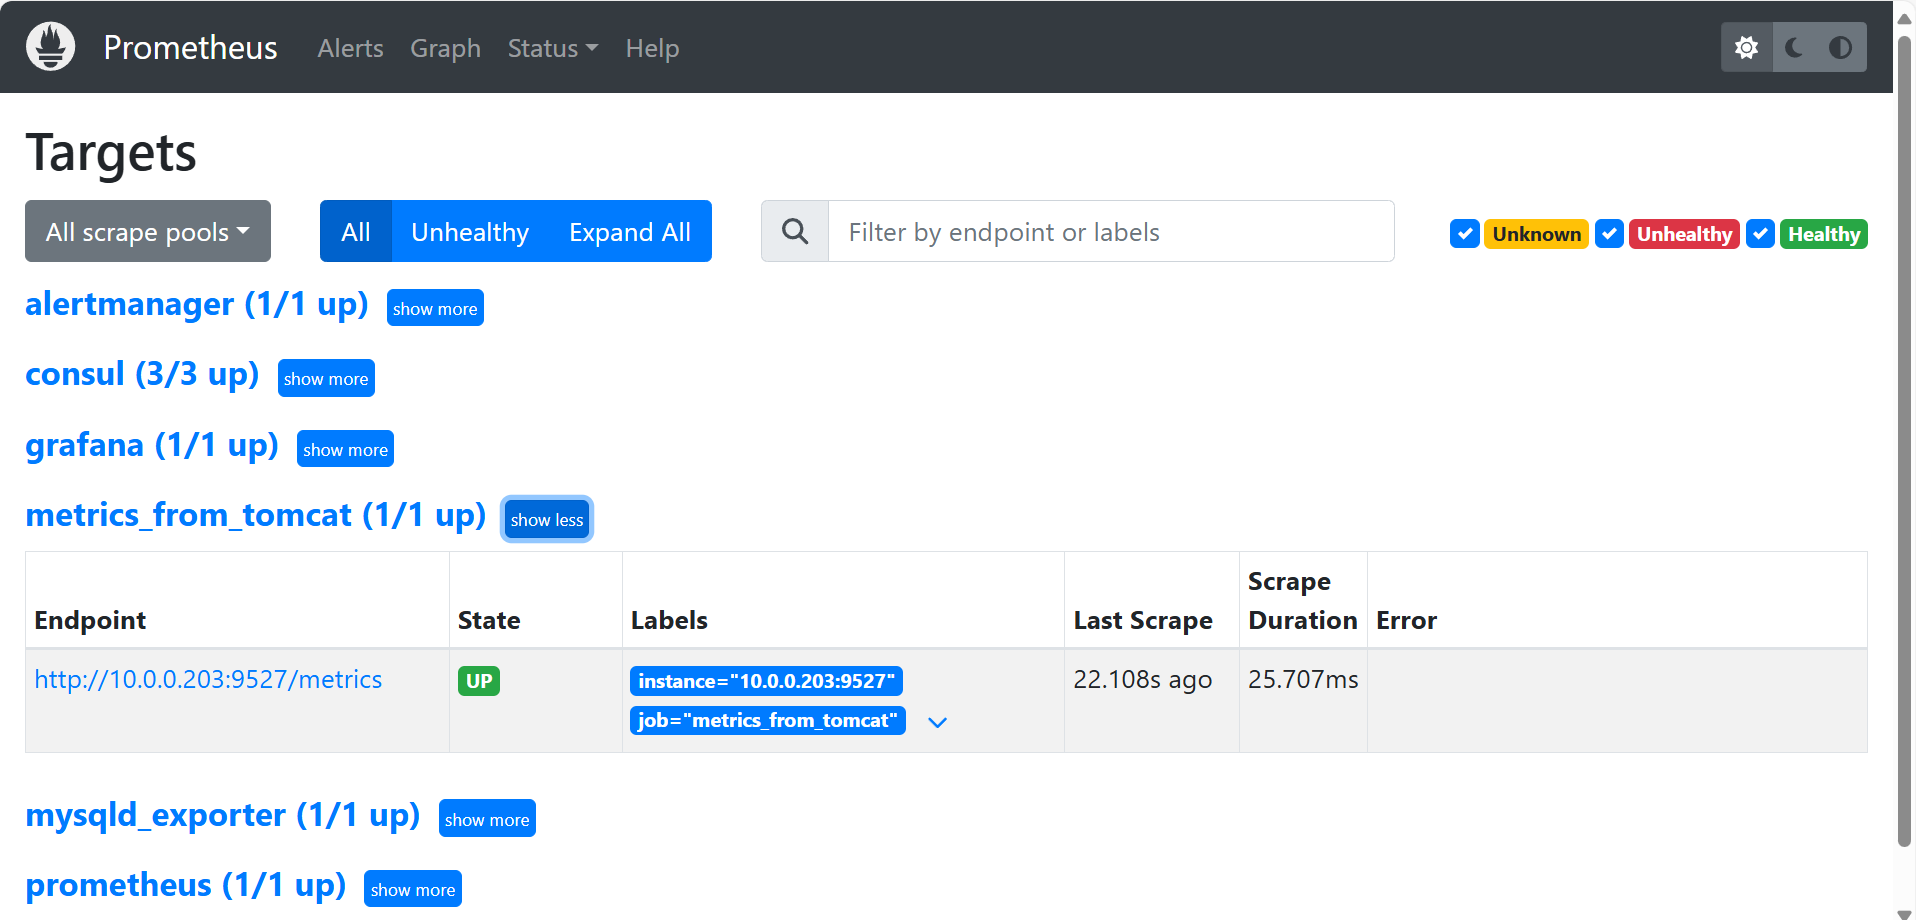 Prometheus Alerts Graph Status Help
Targets
All scrape pools All Unhealthy Expand All Filter by endpoint or labels Unknown Unhealthy Healthy
alertmanager (1/1 up) show more
consul (3/3 up) show more
grafana (1/1 up) show more
metrics_from_tomcat (1/1 up) show less
Endpoint State Labels Last Scrape Scrape Duration Error
http://10.0.0.203:9527/metrics UP instance="10.0.0.203:9527" 22.108s ago 25.707ms
job="metrics_from_tomcat"
mysqld_exporter (1/1 up) show more
prometheus (1/1 up) show more